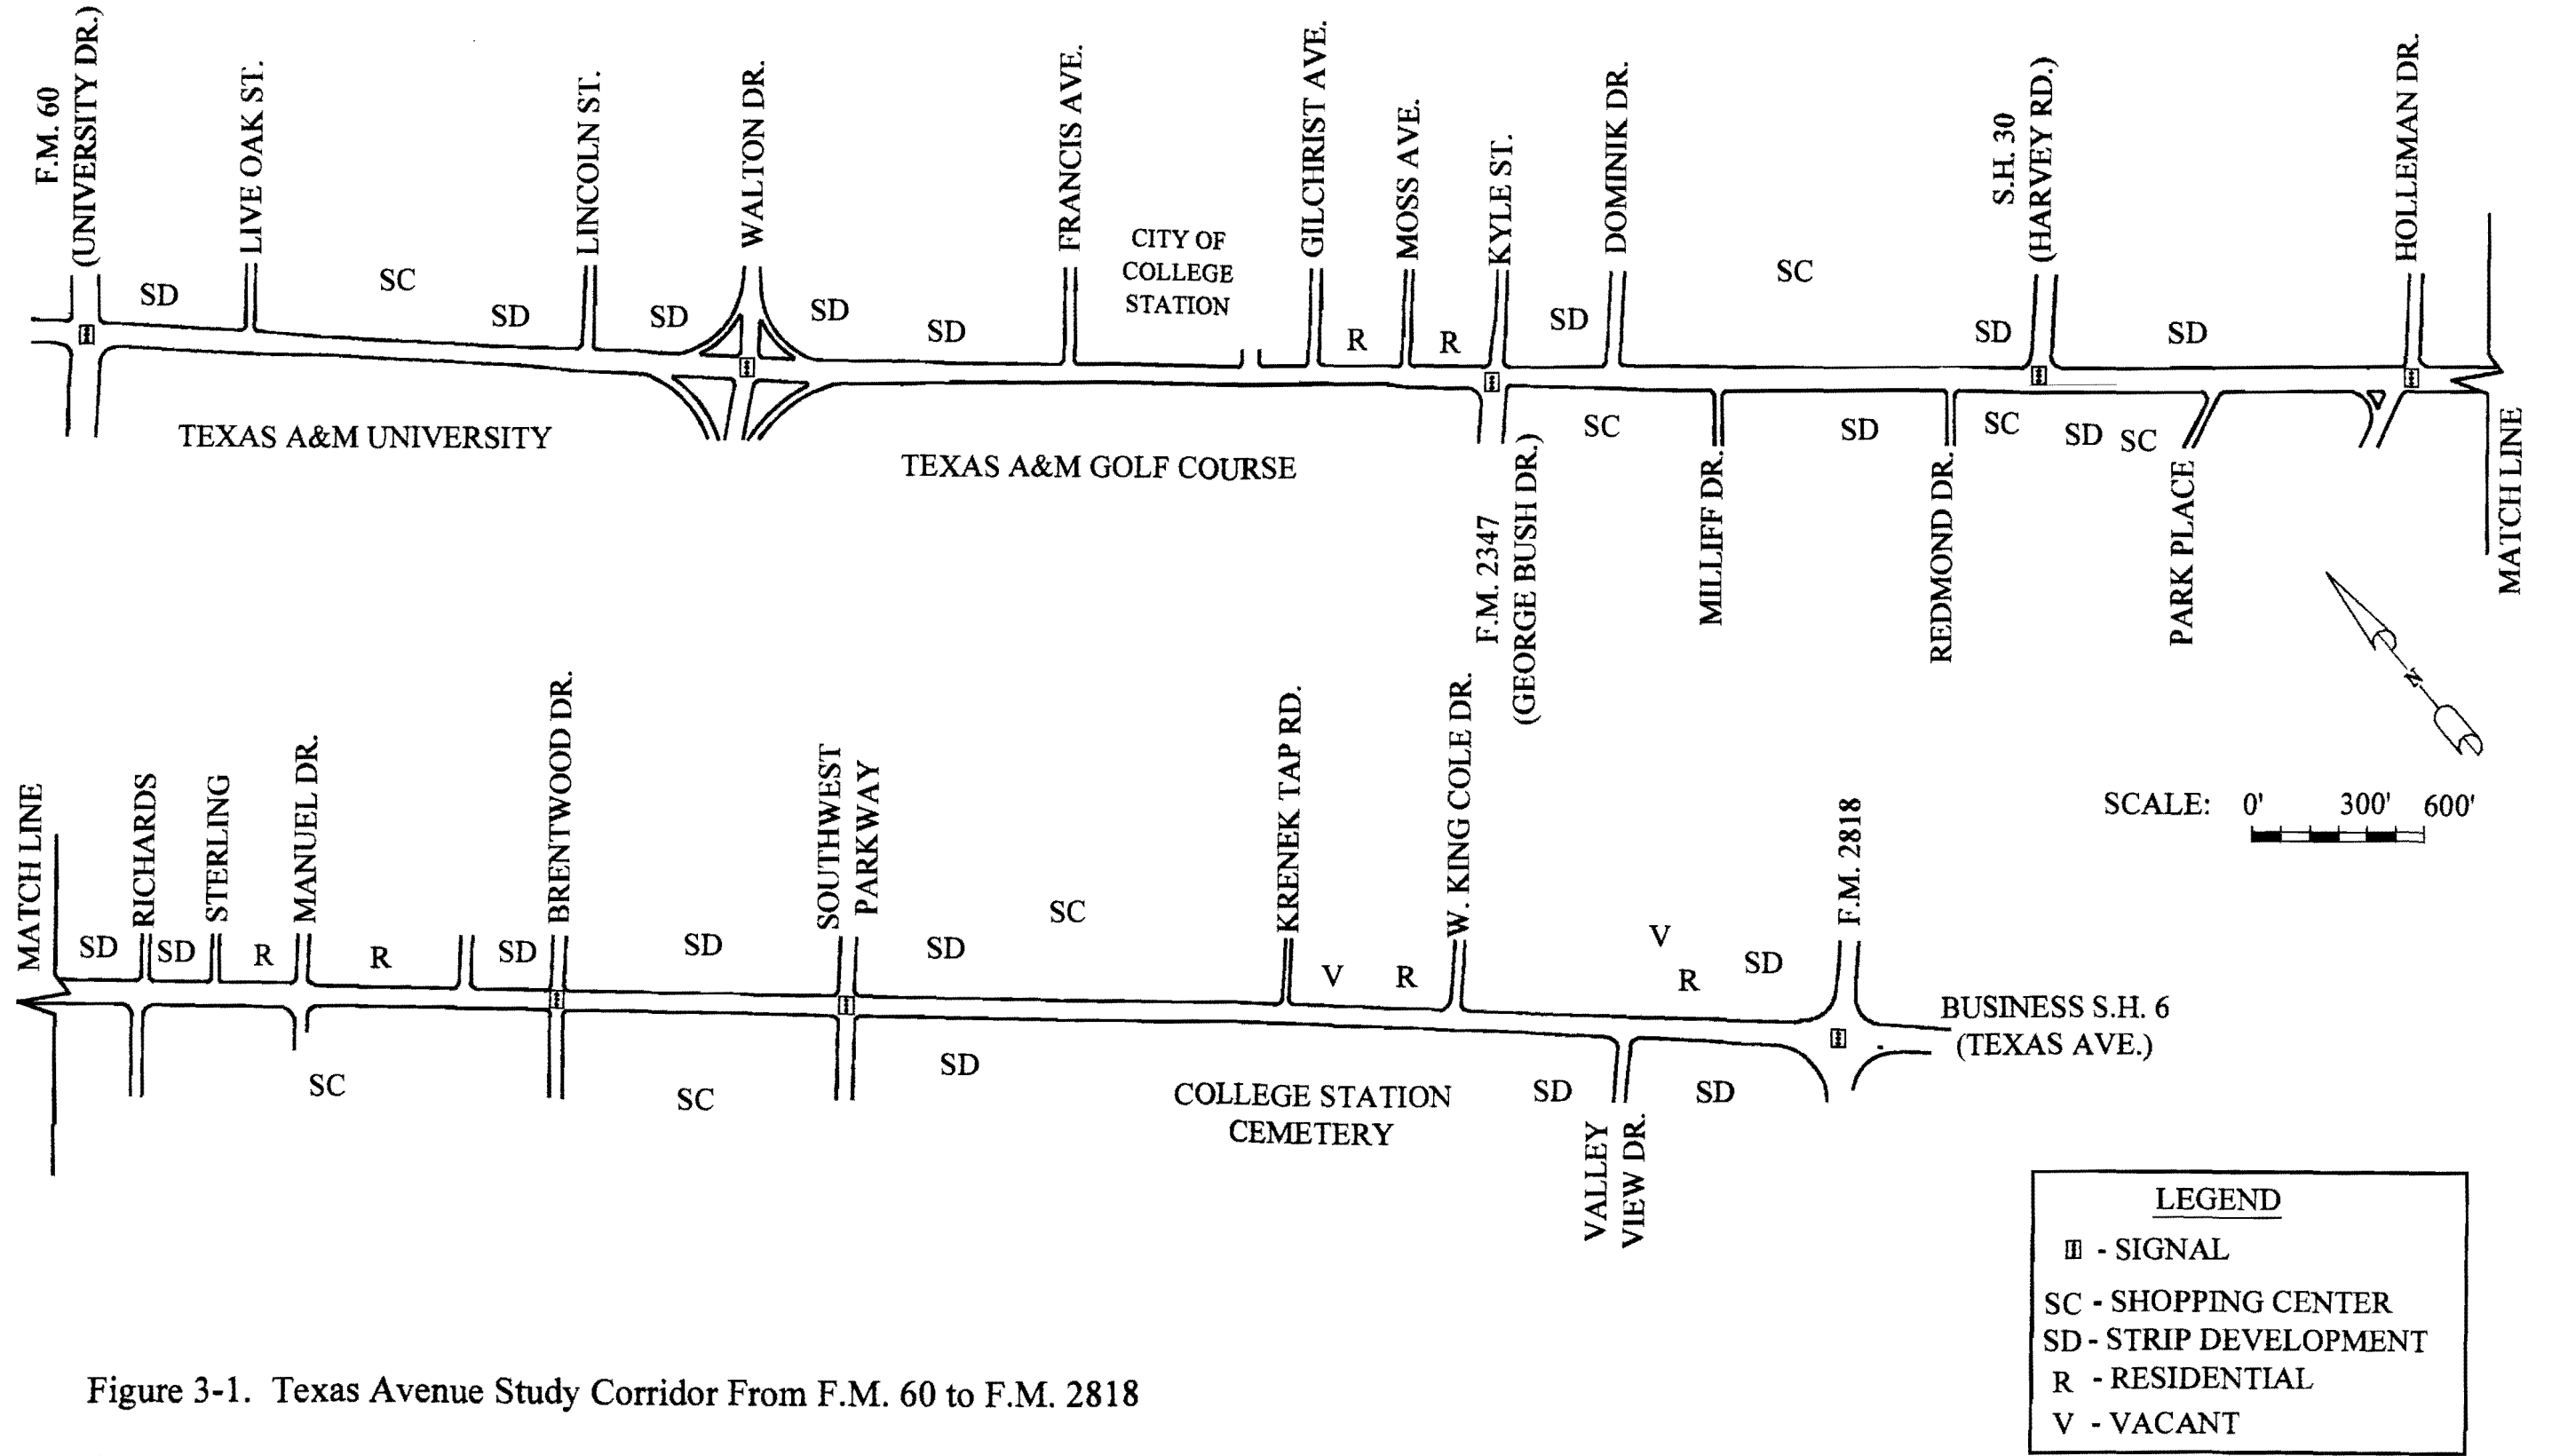 F.M. 60
(UNIVERSITY DR.)
LIVE OAK ST.
LINCOLN ST.
WALTON DR.
FRANCIS AVE.
CITY OF
COLLEGE
STATION
GILCHRIST AVE.
MOSS AVE.
KYLE ST.
DOMINIK DR.
S.H. 30
(HARVEY RD.)
HOLLEMAN DR.
SD
SC
SD
SD
SD
SD
R
R
SD
SC
SD
SD
TEXAS A&M UNIVERSITY
TEXAS A&M GOLF COURSE
SC
SD
SC
SD
SC
F.M. 2347
(GEORGE BUSH DR.)
MILLIFF DR.
REDMOND DR.
PARK PLACE
MATCH LINE
N
SCALE: 0' 300' 600'
MATCH LINE
RICHARDS
STERLING
MANUEL DR.
BRENTWOOD DR.
SOUTHWEST
PARKWAY
KRENEK TAP RD.
W. KING COLE DR.
F.M. 2818
SD
SD
R
R
SD
SD
SD
SC
V
R
V
R
SD
BUSINESS S.H. 6
(TEXAS AVE.)
SC
SC
SD
COLLEGE STATION
CEMETERY
SD
SD
VALLEY
VIEW DR.
LEGEND
- SIGNAL
SC - SHOPPING CENTER
SD - STRIP DEVELOPMENT
R - RESIDENTIAL
V - VACANT
Figure 3-1. Texas Avenue Study Corridor From F.M. 60 to F.M. 2818